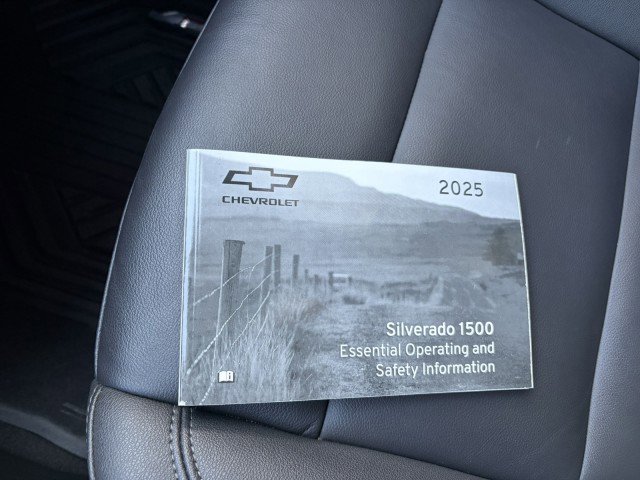 CHEVROLET
2025
Silverado 1500
Essential Operating and
Safety Information